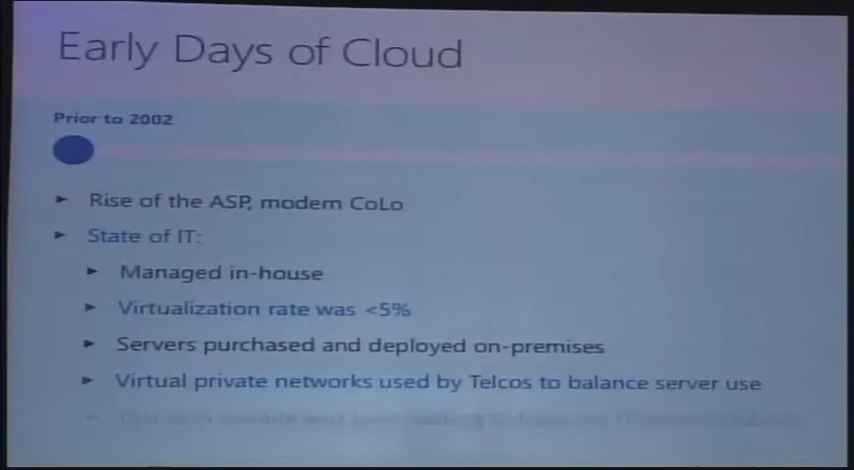 Early Days of Cloud
Prior to 2002
► Rise of the ASP, modern CoLo
► State of IT:
► Managed in-house
► Virtualization rate was <5%
► Servers purchased and deployed on-premises
► Virtual private networks used by Telcos to balance server use